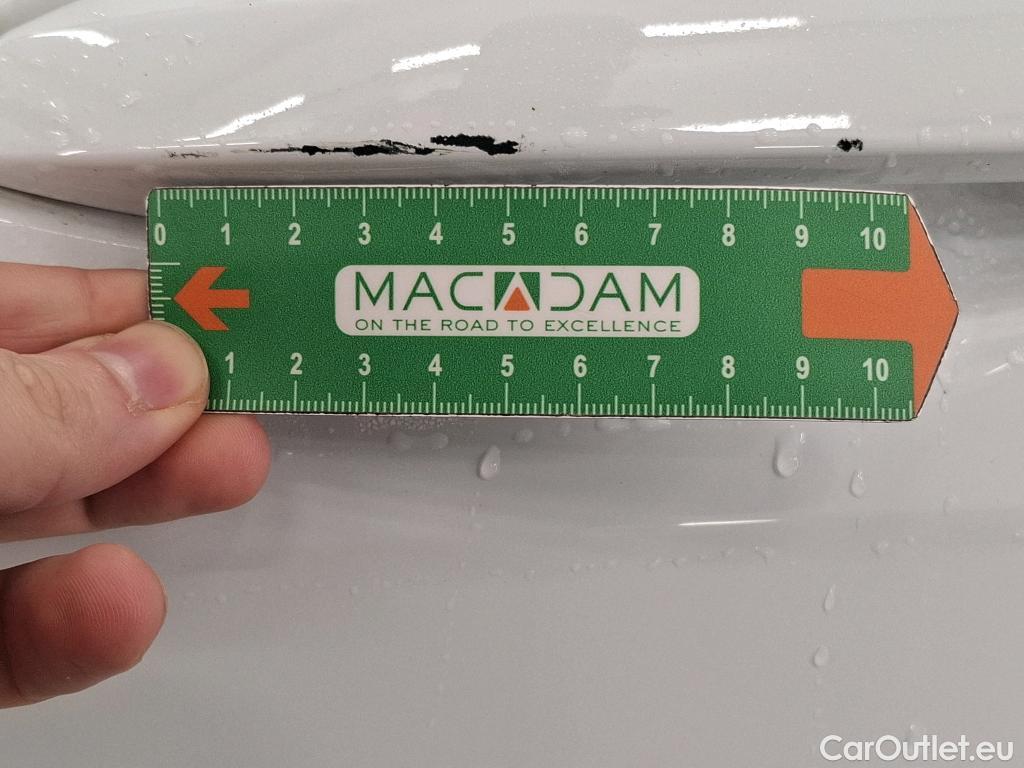 0 1 2 3 4 5 6 7 8 9 10
MACADAM
ON THE ROAD TO EXCELLENCE
1 2 3 4 5 6 7 8 9 10
CarOutlet.eu